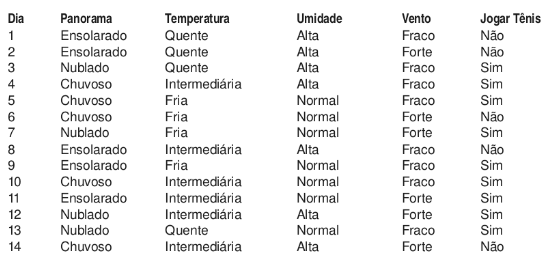 Dia Panorama Temperatura Umidade Vento Jogar Tênis
1 Ensolarado Quente Alta Fraco Não
2 Ensolarado Quente Alta Forte Não
3 Nublado Quente Alta Fraco Sim
4 Chuvoso Intermediária Alta Fraco Sim
5 Chuvoso Fria Normal Fraco Sim
6 Chuvoso Fria Normal Forte Não
7 Nublado Fria Normal Forte Sim
8 Ensolarado Intermediária Alta Fraco Não
9 Ensolarado Fria Normal Fraco Sim
10 Chuvoso Intermediária Normal Fraco Sim
11 Ensolarado Intermediária Normal Forte Sim
12 Nublado Intermediária Alta Forte Sim
13 Nublado Quente Normal Fraco Sim
14 Chuvoso Intermediária Alta Forte Não